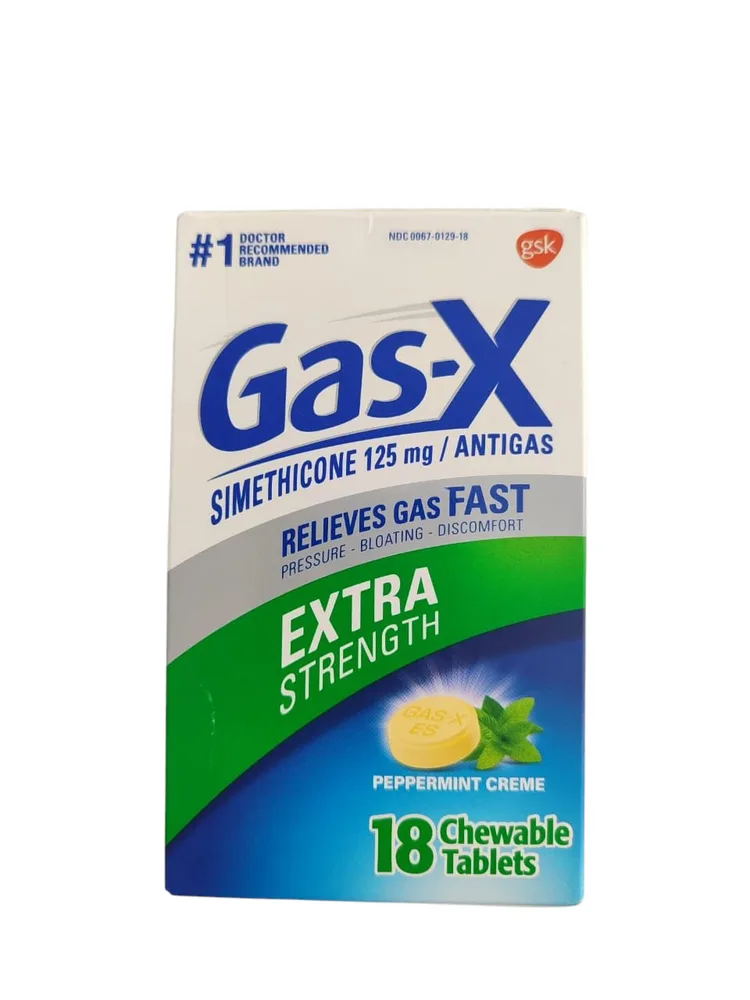 #1 DOCTOR
RECOMMENDED
BRAND
NDC 0067-0129-18
gsk
Gas-X
SIMETHICONE 125 mg / ANTIGAS
RELIEVES GAS FAST
PRESSURE - BLOATING - DISCOMFORT
EXTRA
STRENGTH
GAS-X
ES
PEPPERMINT CREME
18 Chewable
Tablets